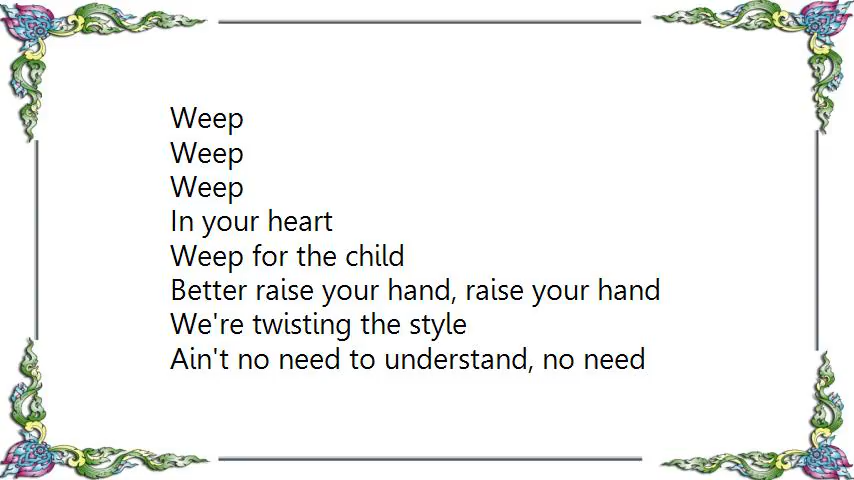 Weep
Weep
Weep
In your heart
Weep for the child
Better raise your hand, raise your hand
We're twisting the style
Ain't no need to understand, no need